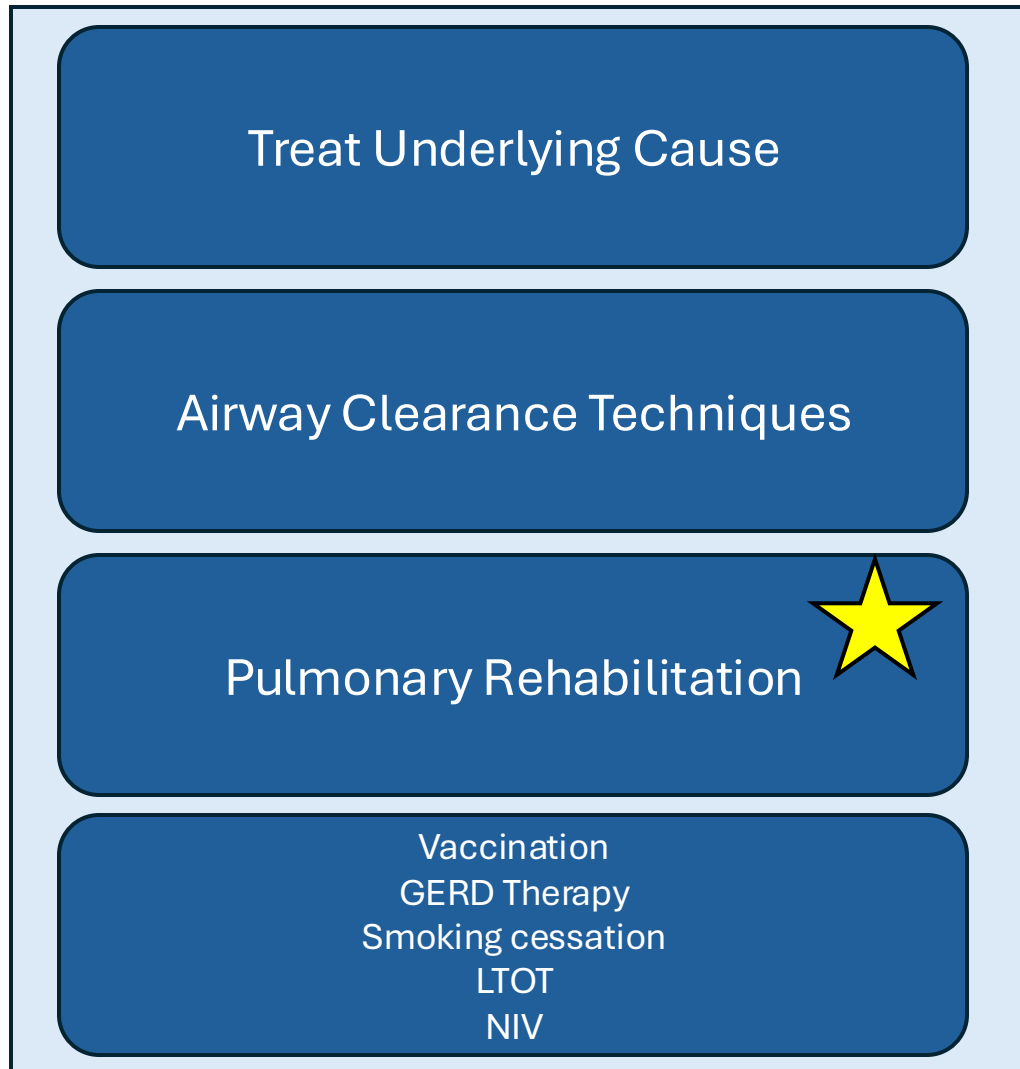 Treat Underlying Cause
Airway Clearance Techniques
Pulmonary Rehabilitation
Vaccination
GERD Therapy
Smoking cessation
LTOT
NIV